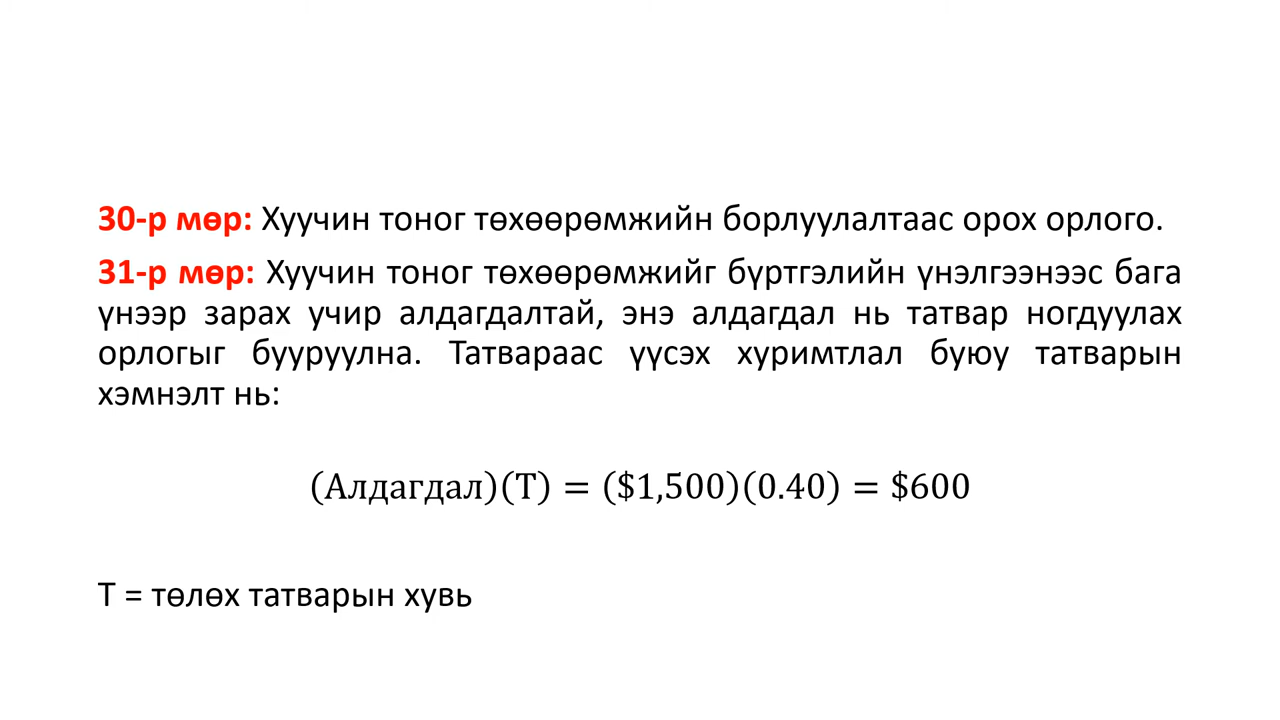 30-р мөр: Хуучин тоног төхөөрөмжийн борлуулалтаас орох орлого.
31-р мөр: Хуучин тоног төхөөрөмжийг бүртгэлийн үнэлгээнээс бага
үнээр зарах учир алдагдалтай, энэ алдагдал нь татвар ногдуулах
орлогыг бууруулна. Татвараас үүсэх хуримтлал буюу татварын
хэмнэлт нь:
(Алдагдал)(Т) = ($1,500)(0.40) = $600
Т = төлөх татварын хувь